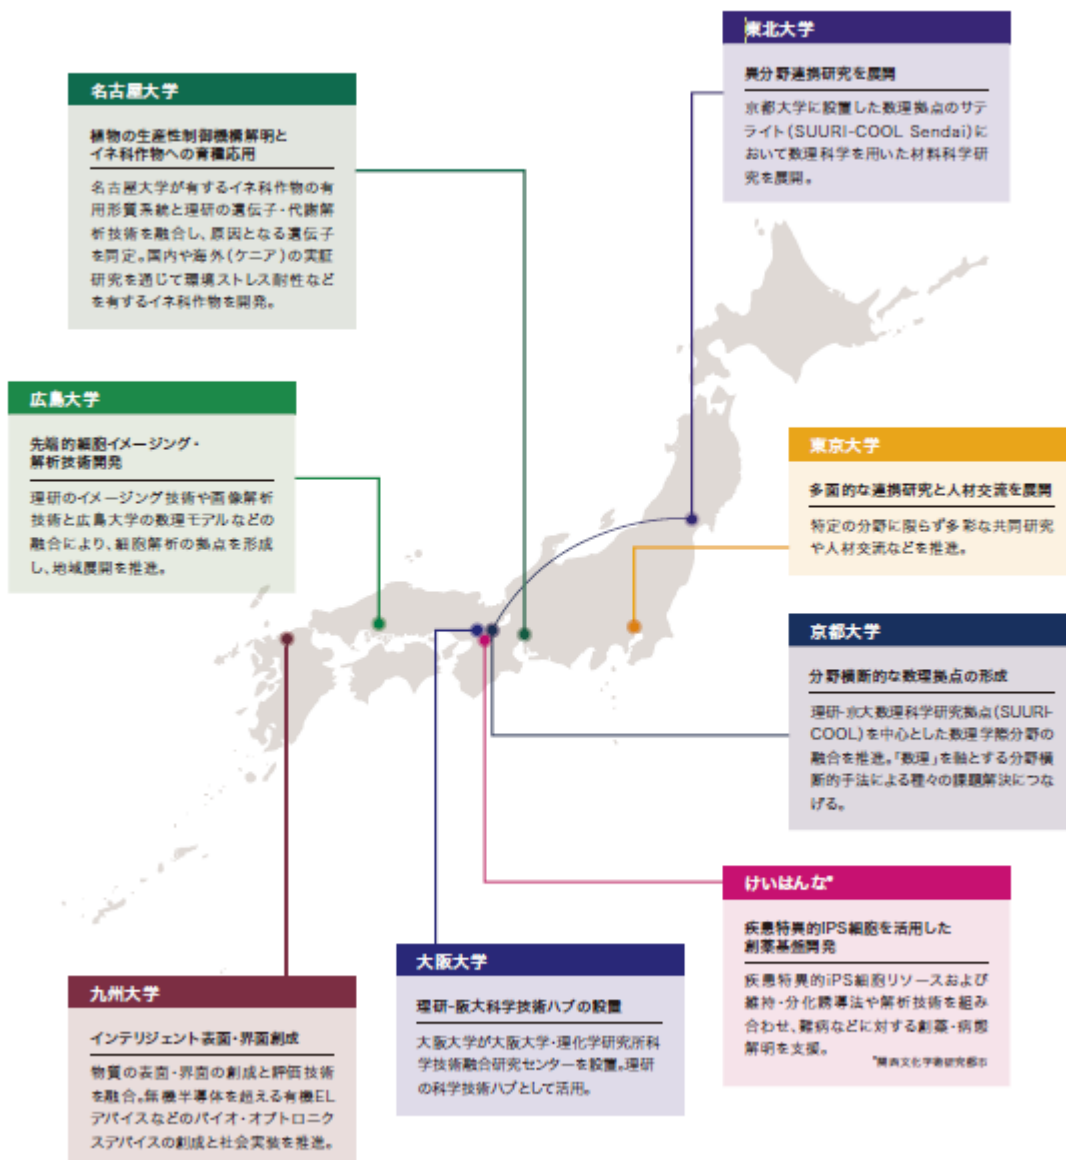 東北大学
異分野連携研究を展開
京都大学に設置した数理拠点のサテ
ライト(SUURI-COOL Sendai)に
おいて数理科学を用いた材料科学研
究を展開。
名古屋大学
植物の生産性制御機構解明と
イネ科作物への育種応用
名古屋大学が有するイネ科作物の有
用形質系統と理研の遺伝子・代謝解
析技術を融合し、原因となる遺伝子
を同定。国内や海外(ケニア)の実証
研究を通じて環境ストレス耐性など
を有するイネ科作物を開発。
広島大学
先端的細胞イメージング・
解析技術開発
理研のイメージング技術や画像解析
技術と広島大学の数理モデルなどの
融合により、細胞解析の拠点を形成
し、地域展開を推進。
東京大学
多面的な連携研究と人材交流を展開
特定の分野に限らず多彩な共同研究
や人材交流などを推進。
京都大学
分野横断的な数理拠点の形成
理研-京大数理科学研究拠点(SUURI-
COOL)を中心とした数理学際分野の
融合を推進。「数理」を軸とする分野横
断的手法による種々の課題解決につな
げる。
けいはんな*
疾患特異的iPS細胞を活用した
創薬基盤開発
疾患特異的iPS細胞リソースおよび
維持・分化誘導法や解析技術を組み
合わせ、難病などに対する創薬・病態
解明を支援。
*関西文化学術研究都市
大阪大学
理研-阪大科学技術ハブの設置
大阪大学が大阪大学・理化学研究所科
学技術融合研究センターを設置。理研
の科学技術ハブとして活用。
九州大学
インテリジェント表面・界面創成
物質の表面・界面の創成と評価技術
を融合。無機半導体を超える有機EL
デバイスなどのバイオ・オプトロニク
スデバイスの創成と社会実装を推進。